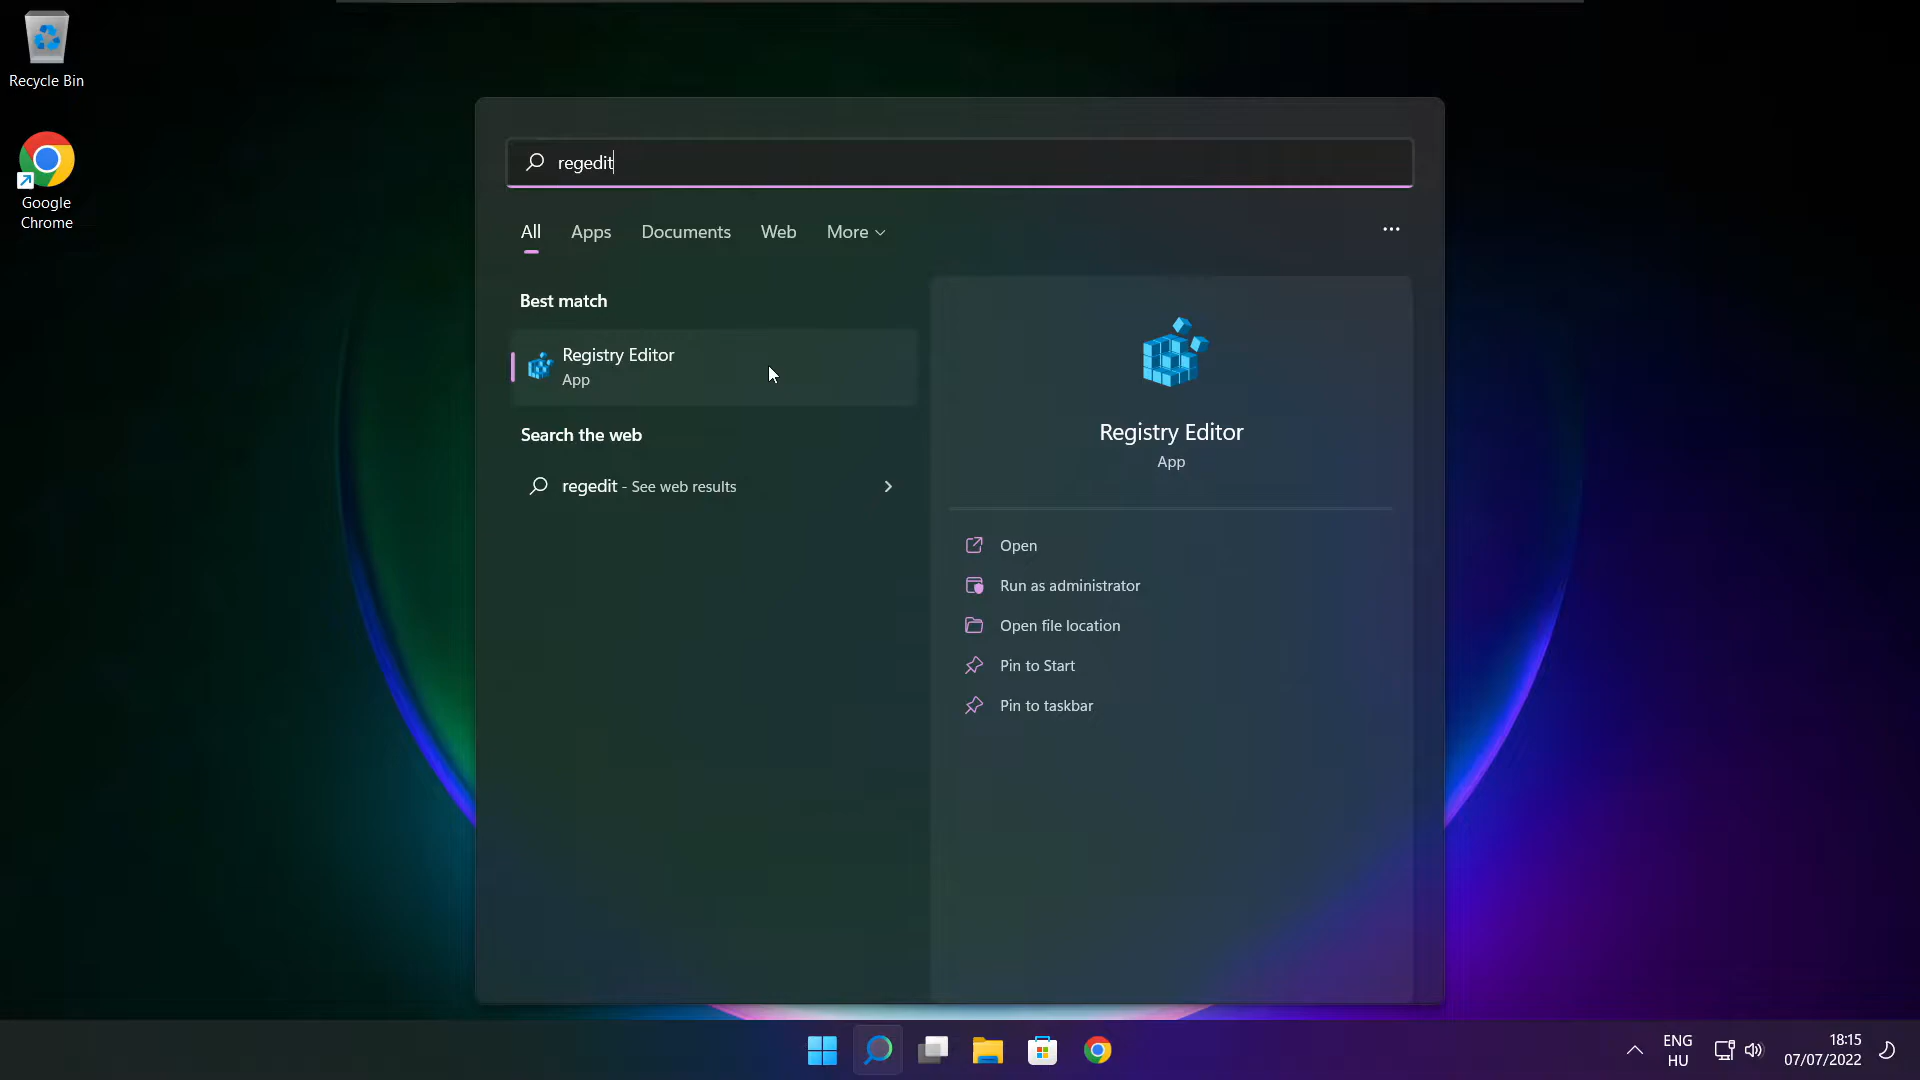 Recycle Bin
Google
Chrome
regedit
All Apps Documents Web More
Best match
Registry Editor
App
Search the web
regedit - See web results
Registry Editor
App
Open
Run as administrator
Open file location
Pin to Start
Pin to taskbar
ENG
HU
18:15
07/07/2022